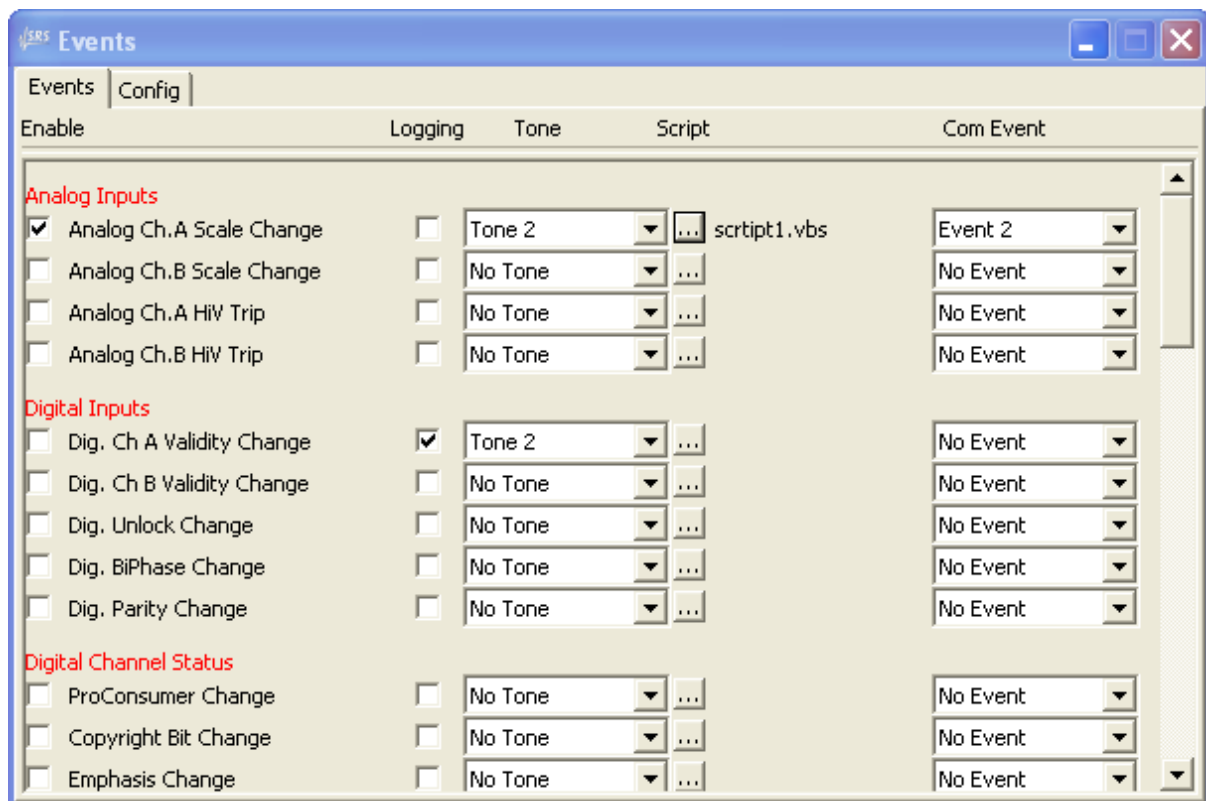 SRS Events
Events Config
Enable Logging Tone Script Com Event
Analog Inputs
Analog Ch.A Scale Change Tone 2 ... scrtipt1.vbs Event 2
Analog Ch.B Scale Change No Tone ... No Event
Analog Ch.A HiV Trip No Tone ... No Event
Analog Ch.B HiV Trip No Tone ... No Event
Digital Inputs
Dig. Ch A Validity Change Tone 2 ... No Event
Dig. Ch B Validity Change No Tone ... No Event
Dig. Unlock Change No Tone ... No Event
Dig. BiPhase Change No Tone ... No Event
Dig. Parity Change No Tone ... No Event
Digital Channel Status
ProConsumer Change No Tone ... No Event
Copyright Bit Change No Tone ... No Event
Emphasis Change No Tone ... No Event